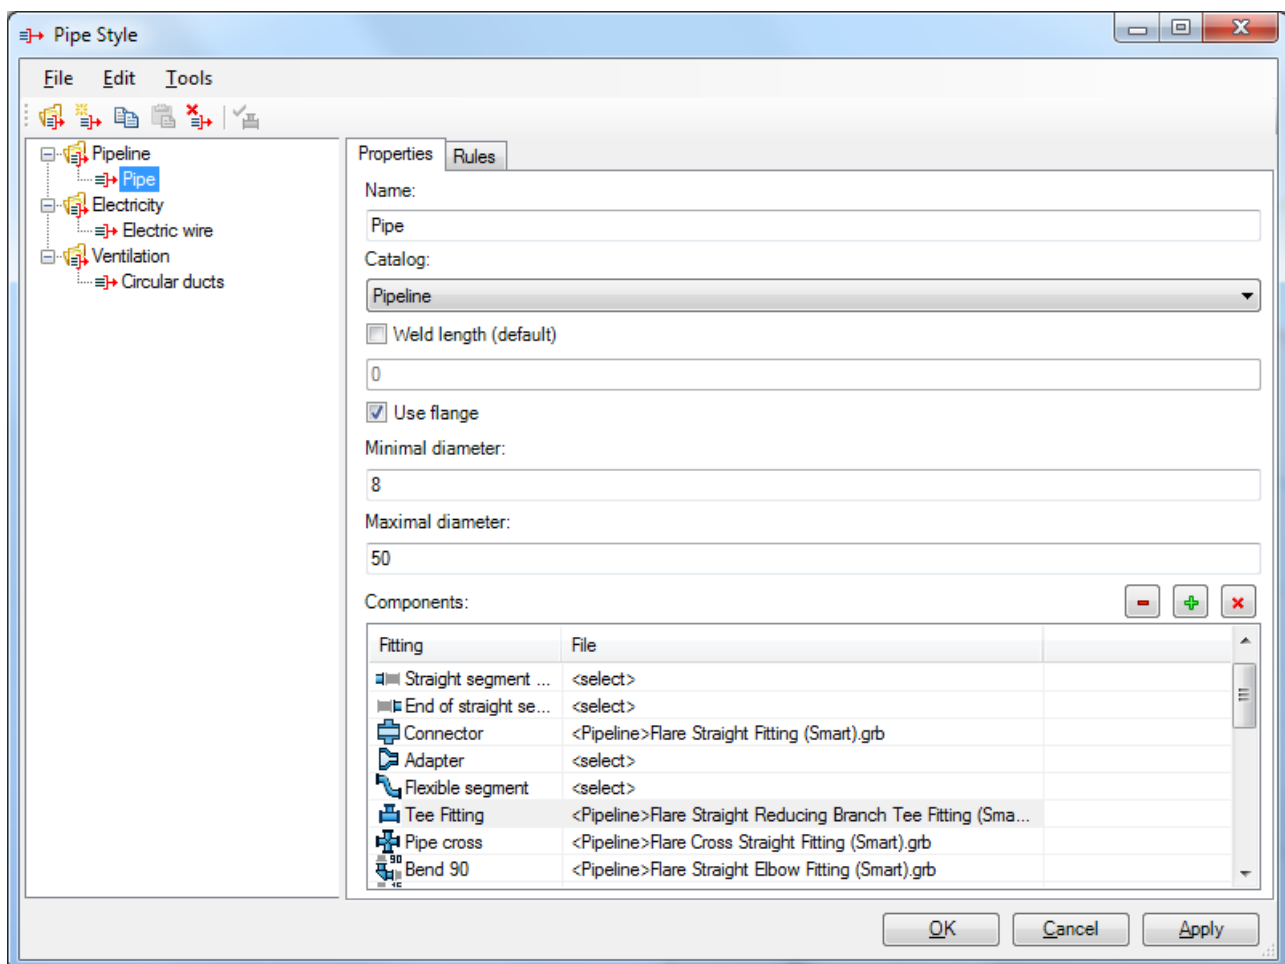 Pipe Style
File Edit Tools
Pipeline
Pipe
Electricity
Electric wire
Ventilation
Circular ducts
Properties Rules
Name:
Pipe
Catalog:
Pipeline
Weld length (default)
0
Use flange
Minimal diameter:
8
Maximal diameter:
50
Components:
Fitting File
Straight segment ... <select>
End of straight se... <select>
Connector <Pipeline>Flare Straight Fitting (Smart).grb
Adapter <select>
Flexible segment <select>
Tee Fitting <Pipeline>Flare Straight Reducing Branch Tee Fitting (Sma...
Pipe cross <Pipeline>Flare Cross Straight Fitting (Smart).grb
90 Bend 90 <Pipeline>Flare Straight Elbow Fitting (Smart).grb
OK Cancel Apply